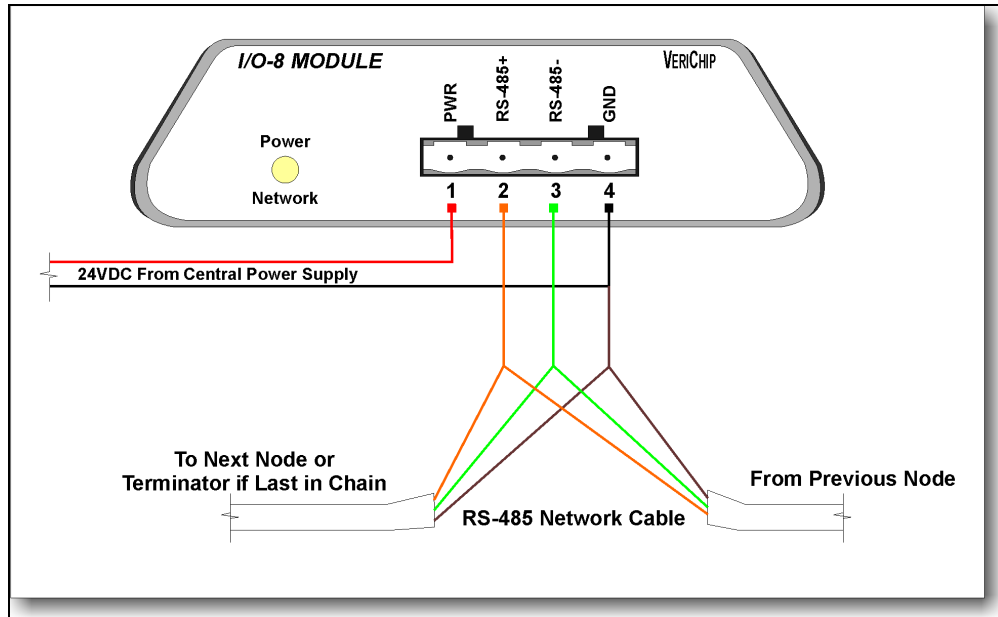 I/O-8 MODULE
VERICHIP
PWR
RS-485+
RS-485-
GND
Power
Network
1 2 3 4
24VDC From Central Power Supply
To Next Node or
Terminator if Last in Chain
From Previous Node
RS-485 Network Cable